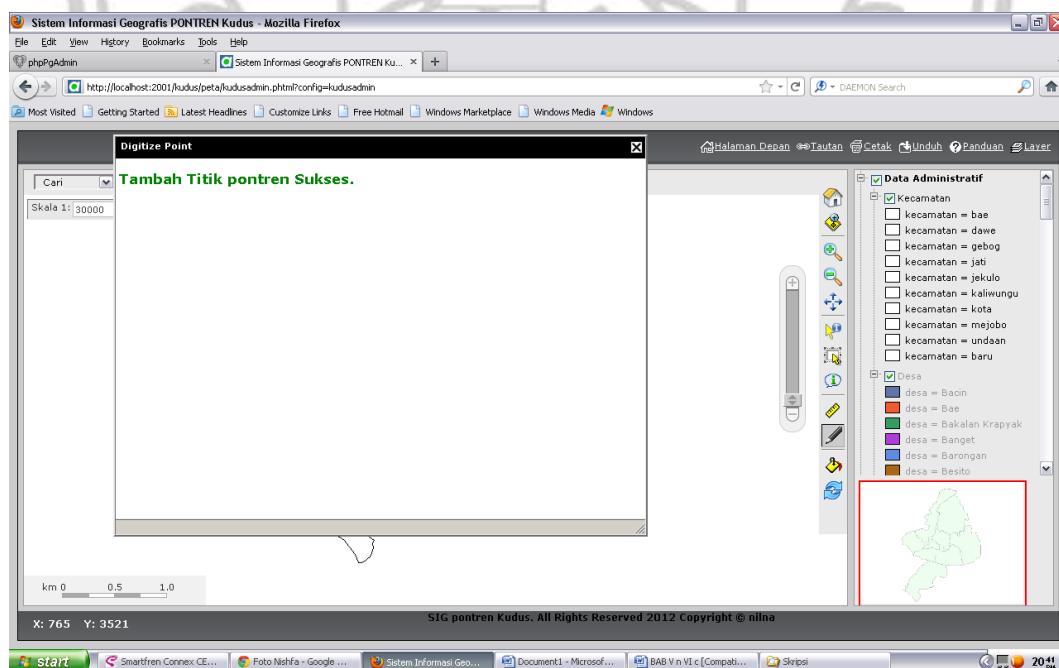 Sistem Informasi Geografis PONTREN Kudus - Mozilla Firefox
File Edit View History Bookmarks Tools Help
phpPgAdmin
Sistem Informasi Geografis PONTREN Ku...
http://localhost:2001/kudus/peta/kudusadmin.phtml?config=kudusadmin
DAEMON Search
Most Visited Getting Started Latest Headlines Customize Links Free Hotmail Windows Marketplace Windows Media Windows
Digitize Point
Halaman Depan Tautan Cetak Unduh Panduan Layer
Tambah Titik pontren Sukses.
Cari
Skala 1: 30000
Data Administratif
Kecamatan
kecamatan = bae
kecamatan = dawe
kecamatan = gebog
kecamatan = jati
kecamatan = jekulo
kecamatan = kaliwungu
kecamatan = kota
kecamatan = mejobo
kecamatan = undaan
kecamatan = baru
Desa
desa = Bacin
desa = Bae
desa = Bakalan Krapyak
desa = Banget
desa = Barongan
desa = Besito
km 0 0.5 1.0
X: 765 Y: 3521
SIG pontren Kudus. All Rights Reserved 2012 Copyright © nilna
start
Smartfren Connex CE...
Foto Nishfa - Google ...
Sistem Informasi Geo...
Document1 - Microsof...
BAB V n VI c [Compati...
Skripsi